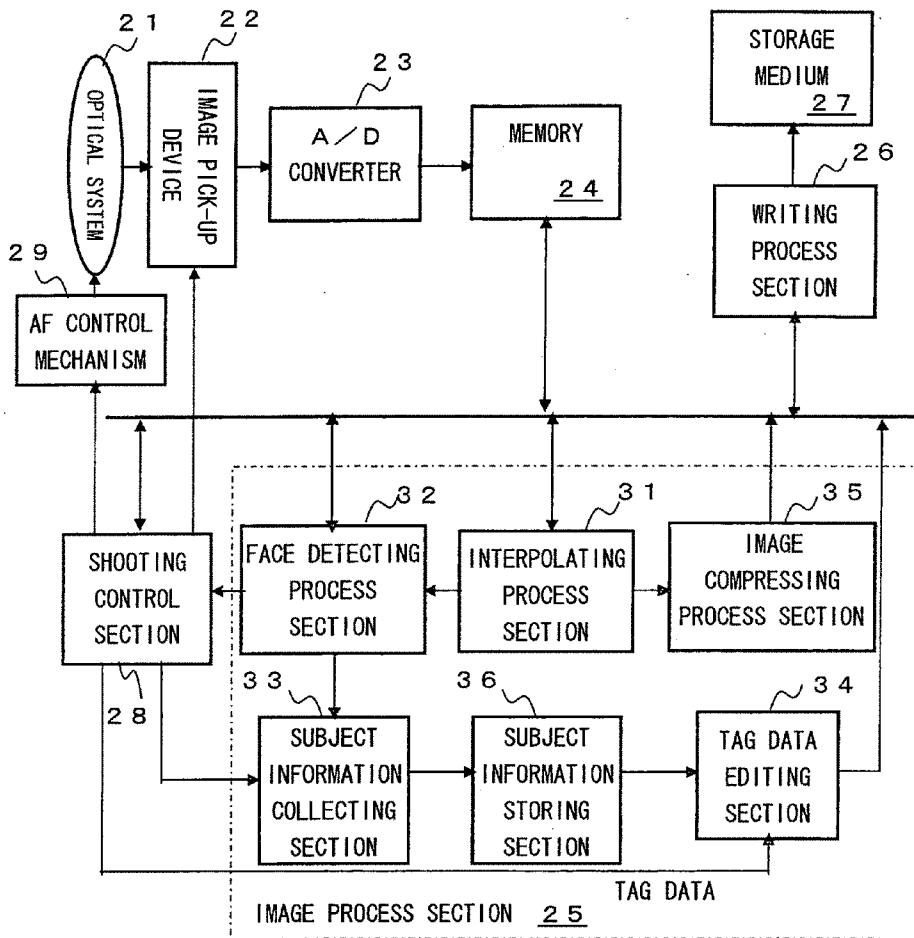 21
OPTICAL SYSTEM
22
IMAGE PICK-UP
DEVICE
23
A/D
CONVERTER
MEMORY
24
STORAGE
MEDIUM
27
26
WRITING
PROCESS
SECTION
29
AF CONTROL
MECHANISM
SHOOTING
CONTROL
SECTION
28
32
FACE DETECTING
PROCESS
SECTION
31
INTERPOLATING
PROCESS
SECTION
35
IMAGE
COMPRESSING
PROCESS SECTION
33
SUBJECT
INFORMATION
COLLECTING
SECTION
36
SUBJECT
INFORMATION
STORING
SECTION
34
TAG DATA
EDITING
SECTION
TAG DATA
IMAGE PROCESS SECTION 25